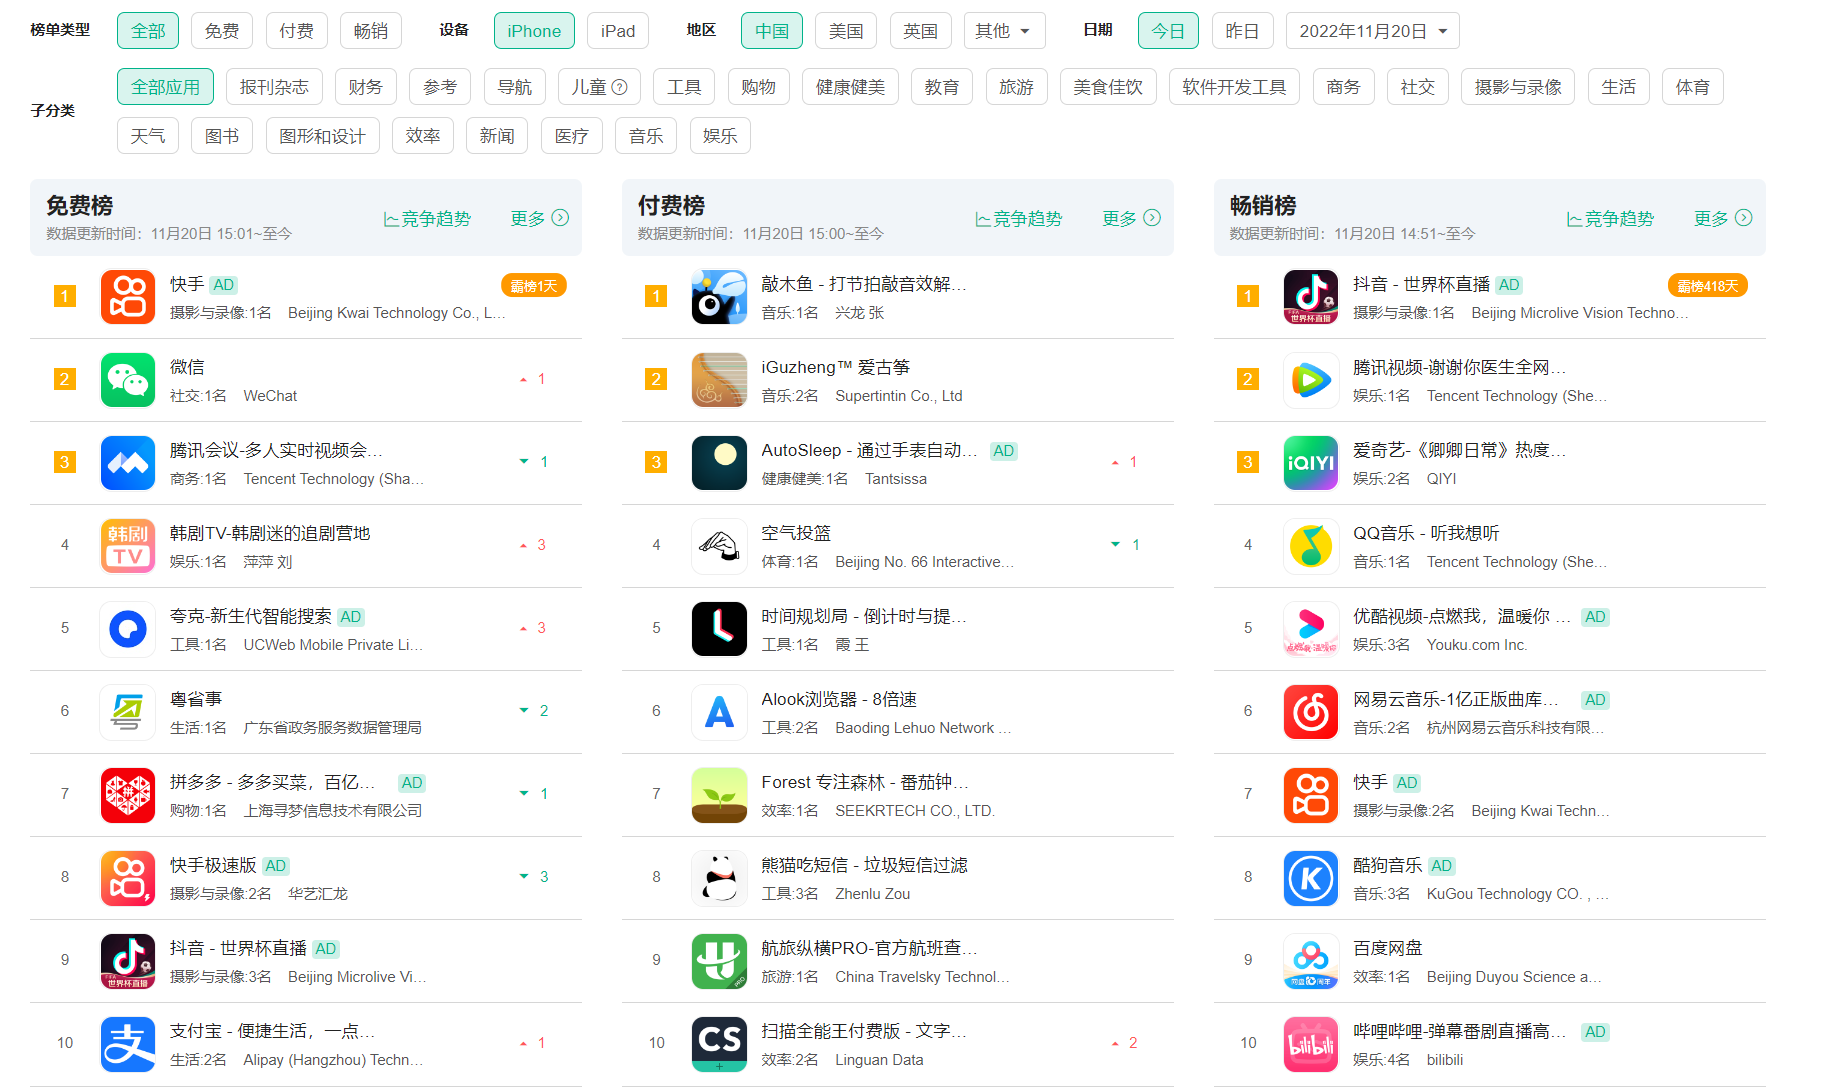 榜单类型 全部 免费 付费 畅销 设备 iPhone iPad 地区 中国 美国 英国 其他 日期 今日 昨日 2022年11月20日
子分类 全部应用 报刊杂志 财务 参考 导航 儿童 ? 工具 购物 健康健美 教育 旅游 美食佳饮 软件开发工具 商务 社交 摄影与录像 生活 体育
天气 图书 图形和设计 效率 新闻 医疗 音乐 娱乐
免费榜 竞争趋势 更多
数据更新时间：11月20日 15:01~至今
1 快手 AD 霸榜1天
摄影与录像:1名 Beijing Kwai Technology Co., L...
2 微信 1
社交:1名 WeChat
3 腾讯会议-多人实时视频会... 1
商务:1名 Tencent Technology (Sha...
4 韩剧TV 韩剧TV-韩剧迷的追剧营地 3
娱乐:1名 萍萍 刘
5 夸克-新生代智能搜索 AD 3
工具:1名 UCWeb Mobile Private Li...
6 粤省事 2
生活:1名 广东省政务服务数据管理局
7 拼 拼多多 - 多多买菜，百亿... AD 1
购物:1名 上海寻梦信息技术有限公司
8 快手极速版 AD 3
摄影与录像:2名 华艺汇龙
9 世界杯直播 抖音 - 世界杯直播 AD
摄影与录像:3名 Beijing Microlive Vi...
10 支 支付宝 - 便捷生活，一点... 1
生活:2名 Alipay (Hangzhou) Techn...
付费榜 竞争趋势 更多
数据更新时间：11月20日 15:00~至今
1 敲木鱼 - 打节拍敲音效解...
音乐:1名 兴龙 张
2 iGuzheng™ 爱古筝
音乐:2名 Supertintin Co., Ltd
3 AutoSleep - 通过手表自动... AD 1
健康健美:1名 Tantsissa
4 空气投篮 1
体育:1名 Beijing No. 66 Interactive...
5 时间规划局 - 倒计时与提...
工具:1名 霞 王
6 A Alook浏览器 - 8倍速
工具:2名 Baoding Lehuo Network ...
7 Forest 专注森林 - 番茄钟...
效率:1名 SEEKRTECH CO., LTD.
8 熊猫吃短信 - 垃圾短信过滤
工具:3名 Zhenlu Zou
9 PRO 航旅纵横PRO-官方航班查...
旅游:1名 China Travelsky Technol...
10 CS + 扫描全能王付费版 - 文字... 2
效率:2名 Linguan Data
畅销榜 竞争趋势 更多
数据更新时间：11月20日 14:51~至今
1 世界杯直播 抖音 - 世界杯直播 AD 霸榜418天
摄影与录像:1名 Beijing Microlive Vision Techno...
2 腾讯视频-谢谢你医生全网...
娱乐:1名 Tencent Technology (She...
3 iQIYI 爱奇艺-《卿卿日常》热度...
娱乐:2名 QIYI
4 QQ音乐 - 听我想听
音乐:1名 Tencent Technology (She...
5 点燃我 温暖你 优酷视频-点燃我，温暖你 ... AD
娱乐:3名 Youku.com Inc.
6 网易云音乐-1亿正版曲库... AD
音乐:2名 杭州网易云音乐科技有限...
7 快手 AD
摄影与录像:2名 Beijing Kwai Techn...
8 K 酷狗音乐 AD
音乐:3名 KuGou Technology CO. , ...
9 网盘10周年 百度网盘
效率:1名 Beijing Duyou Science a...
10 bilibili 哔哩哔哩-弹幕番剧直播高... AD
娱乐:4名 bilibili